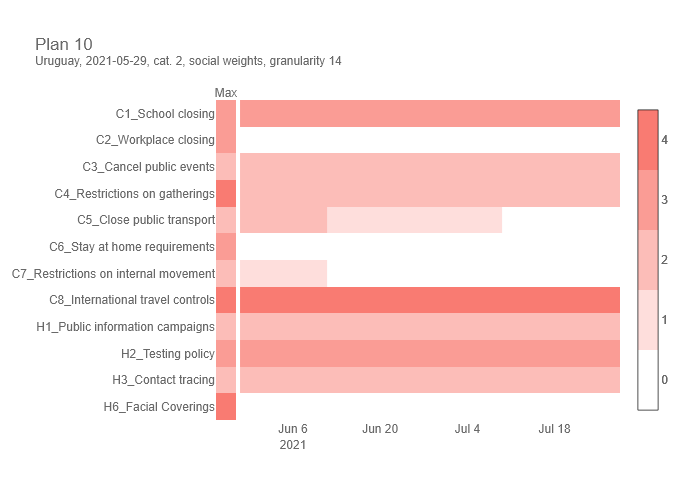 Plan 10
Uruguay, 2021-05-29, cat. 2, social weights, granularity 14
Max
C1_School closing
C2_Workplace closing
C3_Cancel public events
C4_Restrictions on gatherings
C5_Close public transport
C6_Stay at home requirements
C7_Restrictions on internal movement
C8_International travel controls
H1_Public information campaigns
H2_Testing policy
H3_Contact tracing
H6_Facial Coverings
4
3
2
1
0
Jun 6 Jun 20 Jul 4 Jul 18
2021